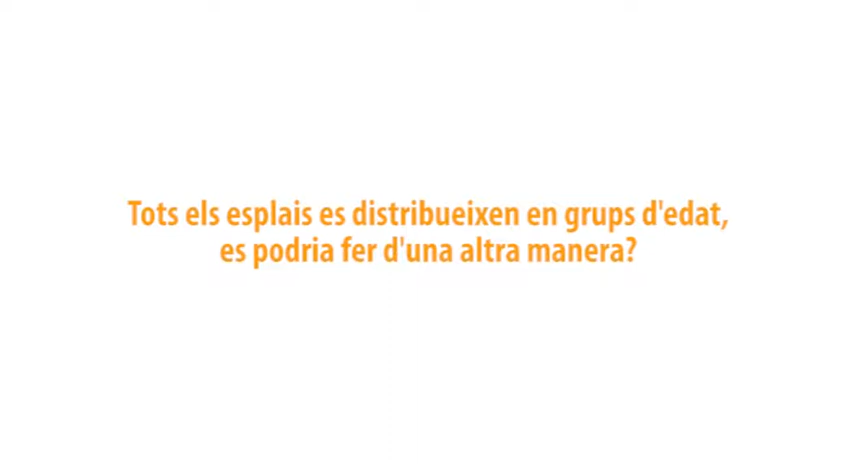 Tots els esplais es distribueixen en grups d'edat,
es podria fer d'una altra manera?